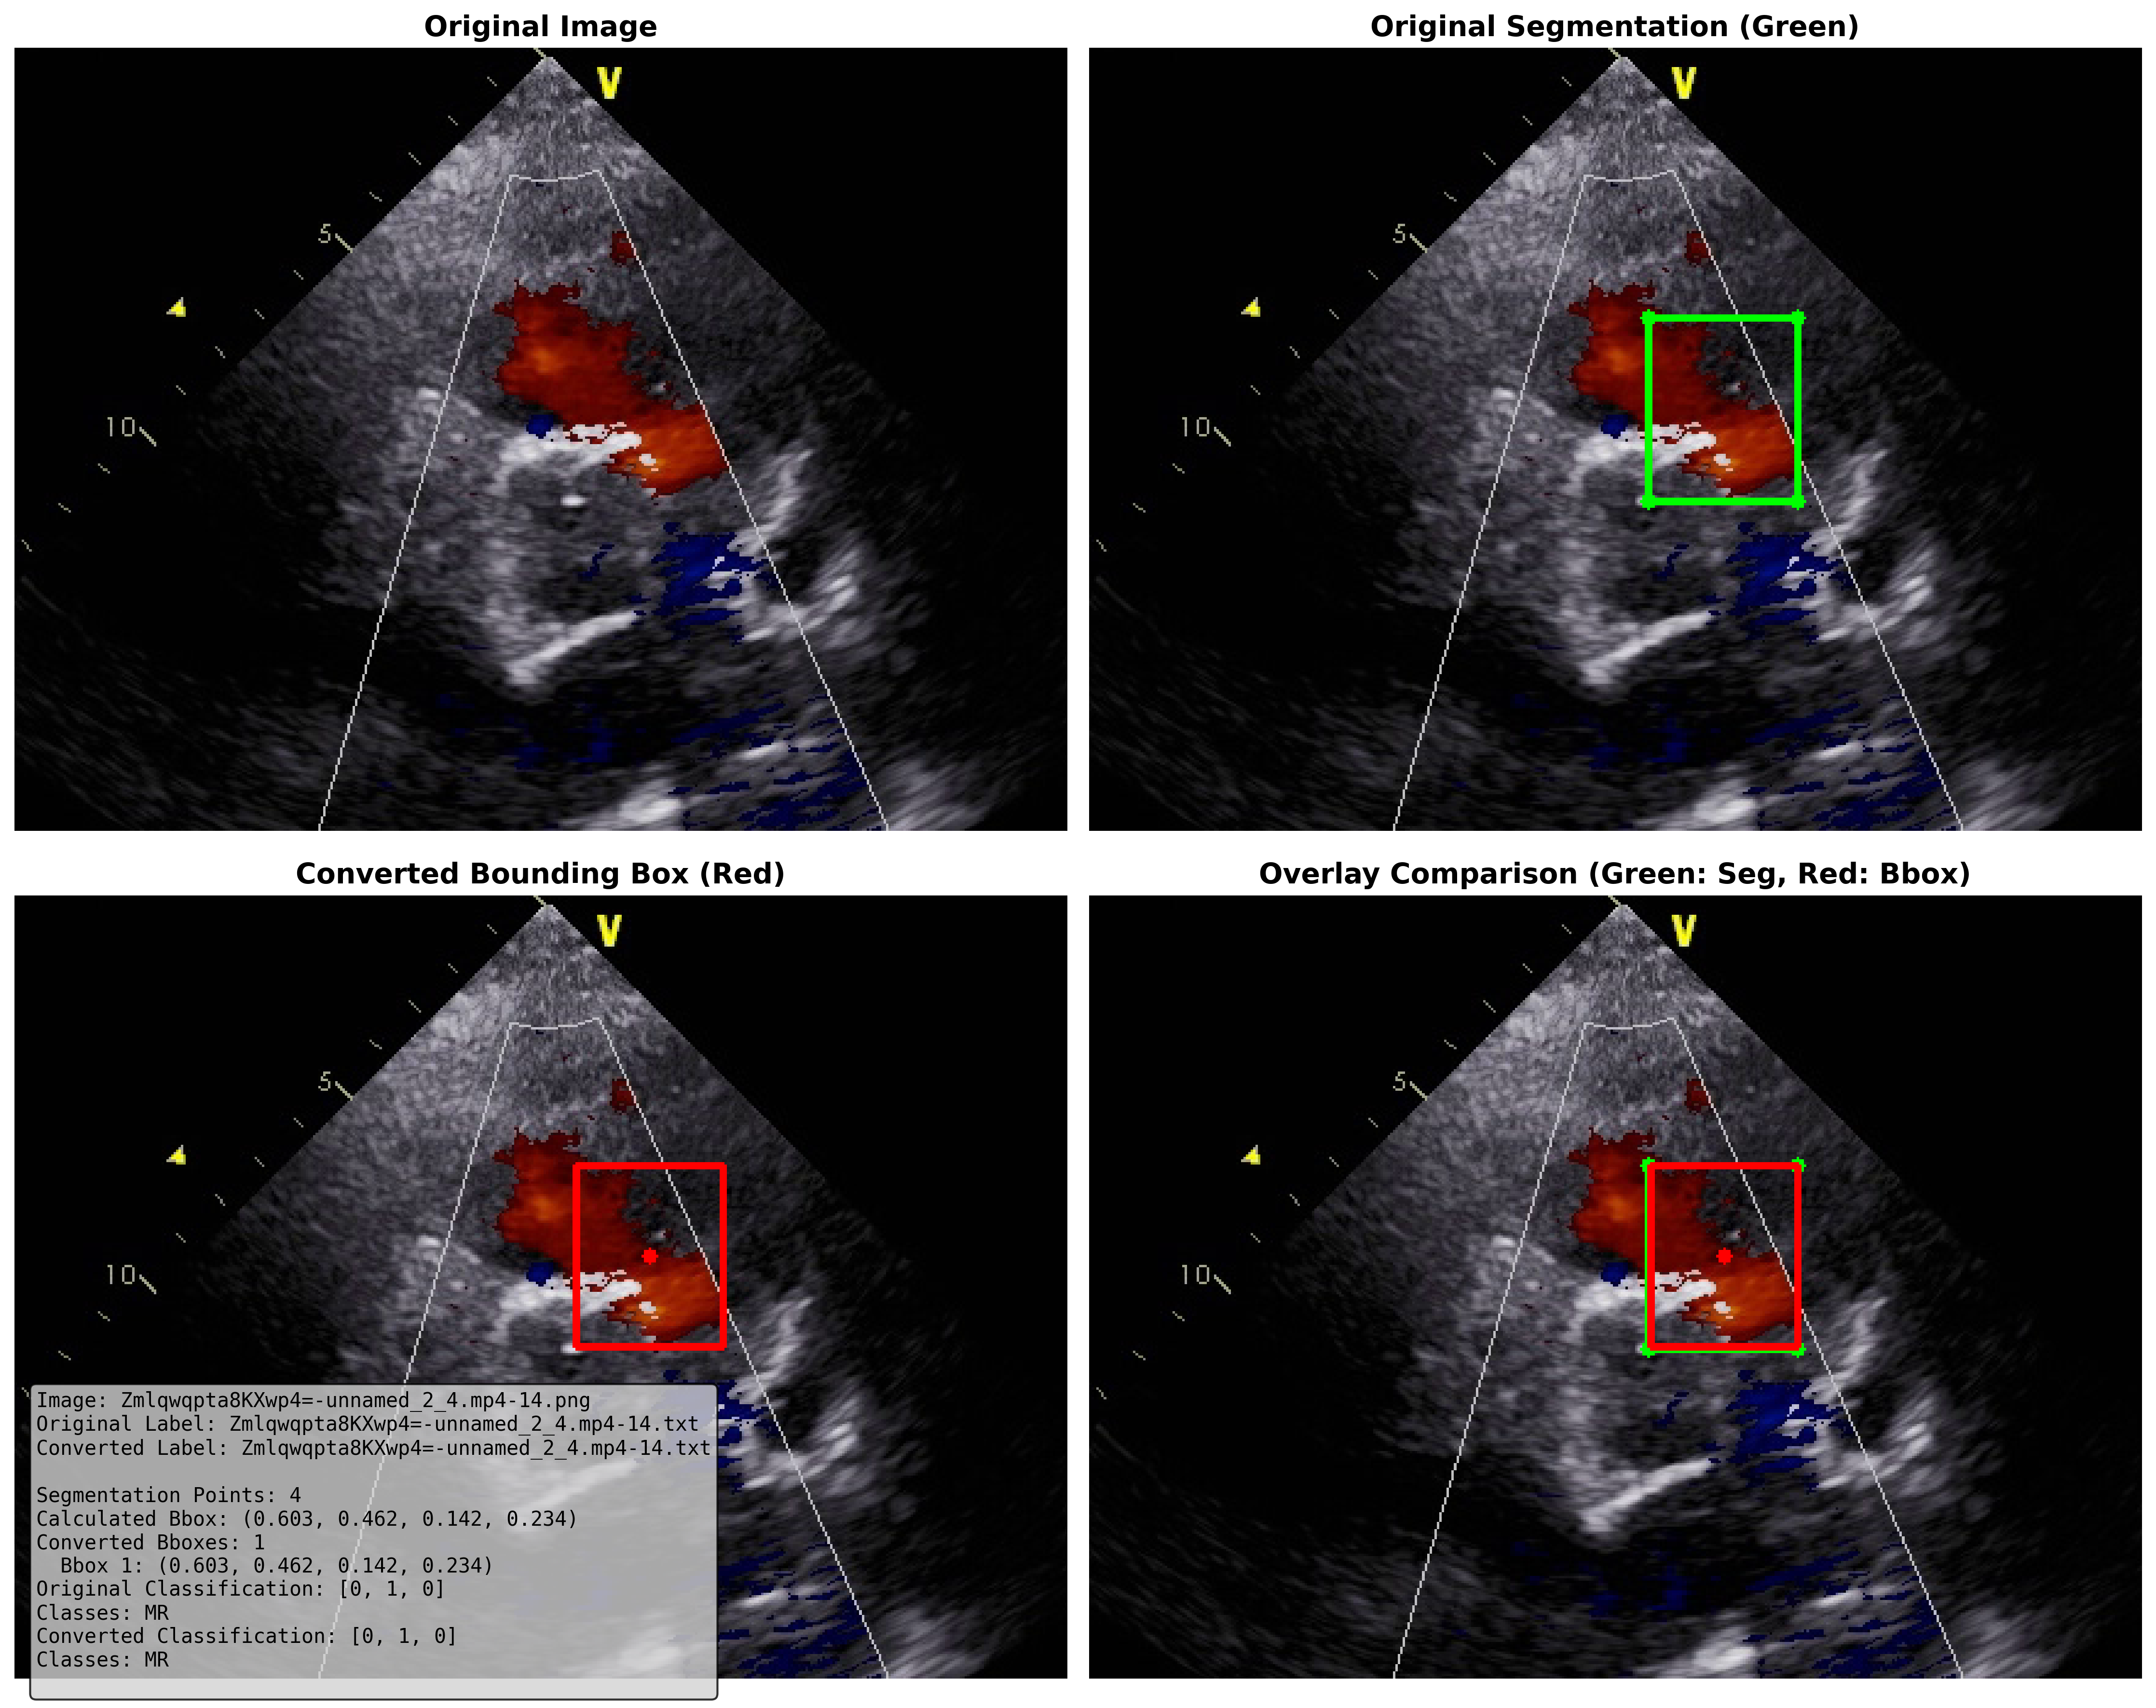 Original Image
Original Segmentation (Green)
V
5
10
V
5
10
Converted Bounding Box (Red)
Overlay Comparison (Green: Seg, Red: Bbox)
V
5
10
V
5
10
Image: Zmlqwqpta8KXwp4=-unnamed_2_4.mp4-14.png
Original Label: Zmlqwqpta8KXwp4=-unnamed_2_4.mp4-14.txt
Converted Label: Zmlqwqpta8KXwp4=-unnamed_2_4.mp4-14.txt
Segmentation Points: 4
Calculated Bbox: (0.603, 0.462, 0.142, 0.234)
Converted Bboxes: 1
Bbox 1: (0.603, 0.462, 0.142, 0.234)
Original Classification: [0, 1, 0]
Classes: MR
Converted Classification: [0, 1, 0]
Classes: MR